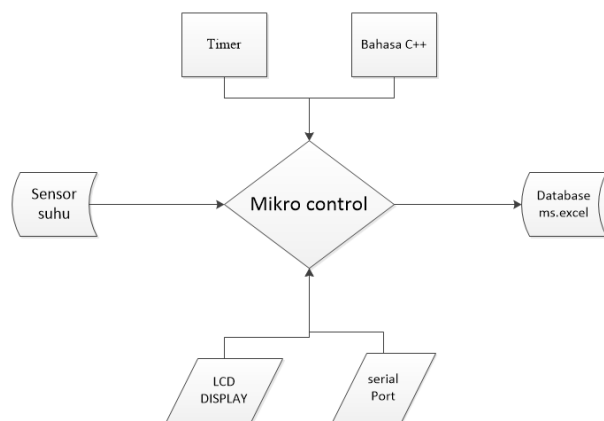 Timer
Bahasa C++
Sensor
suhu
Mikro control
Database
ms.excel
LCD
DISPLAY
serial
Port